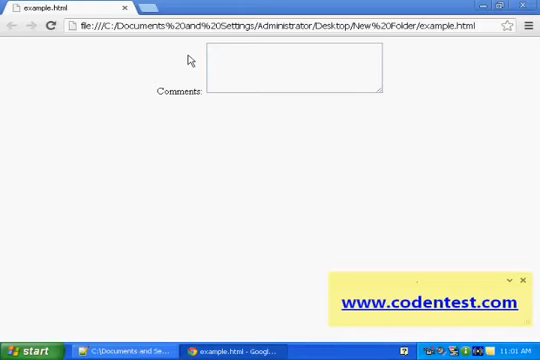 example.html
file:///C:/Documents%20and%20Settings/Administrator/Desktop/New%20Folder/example.html
Comments:
www.codentest.com
start
C:\Documents and Se...
example.html - Googl...
11:01 AM